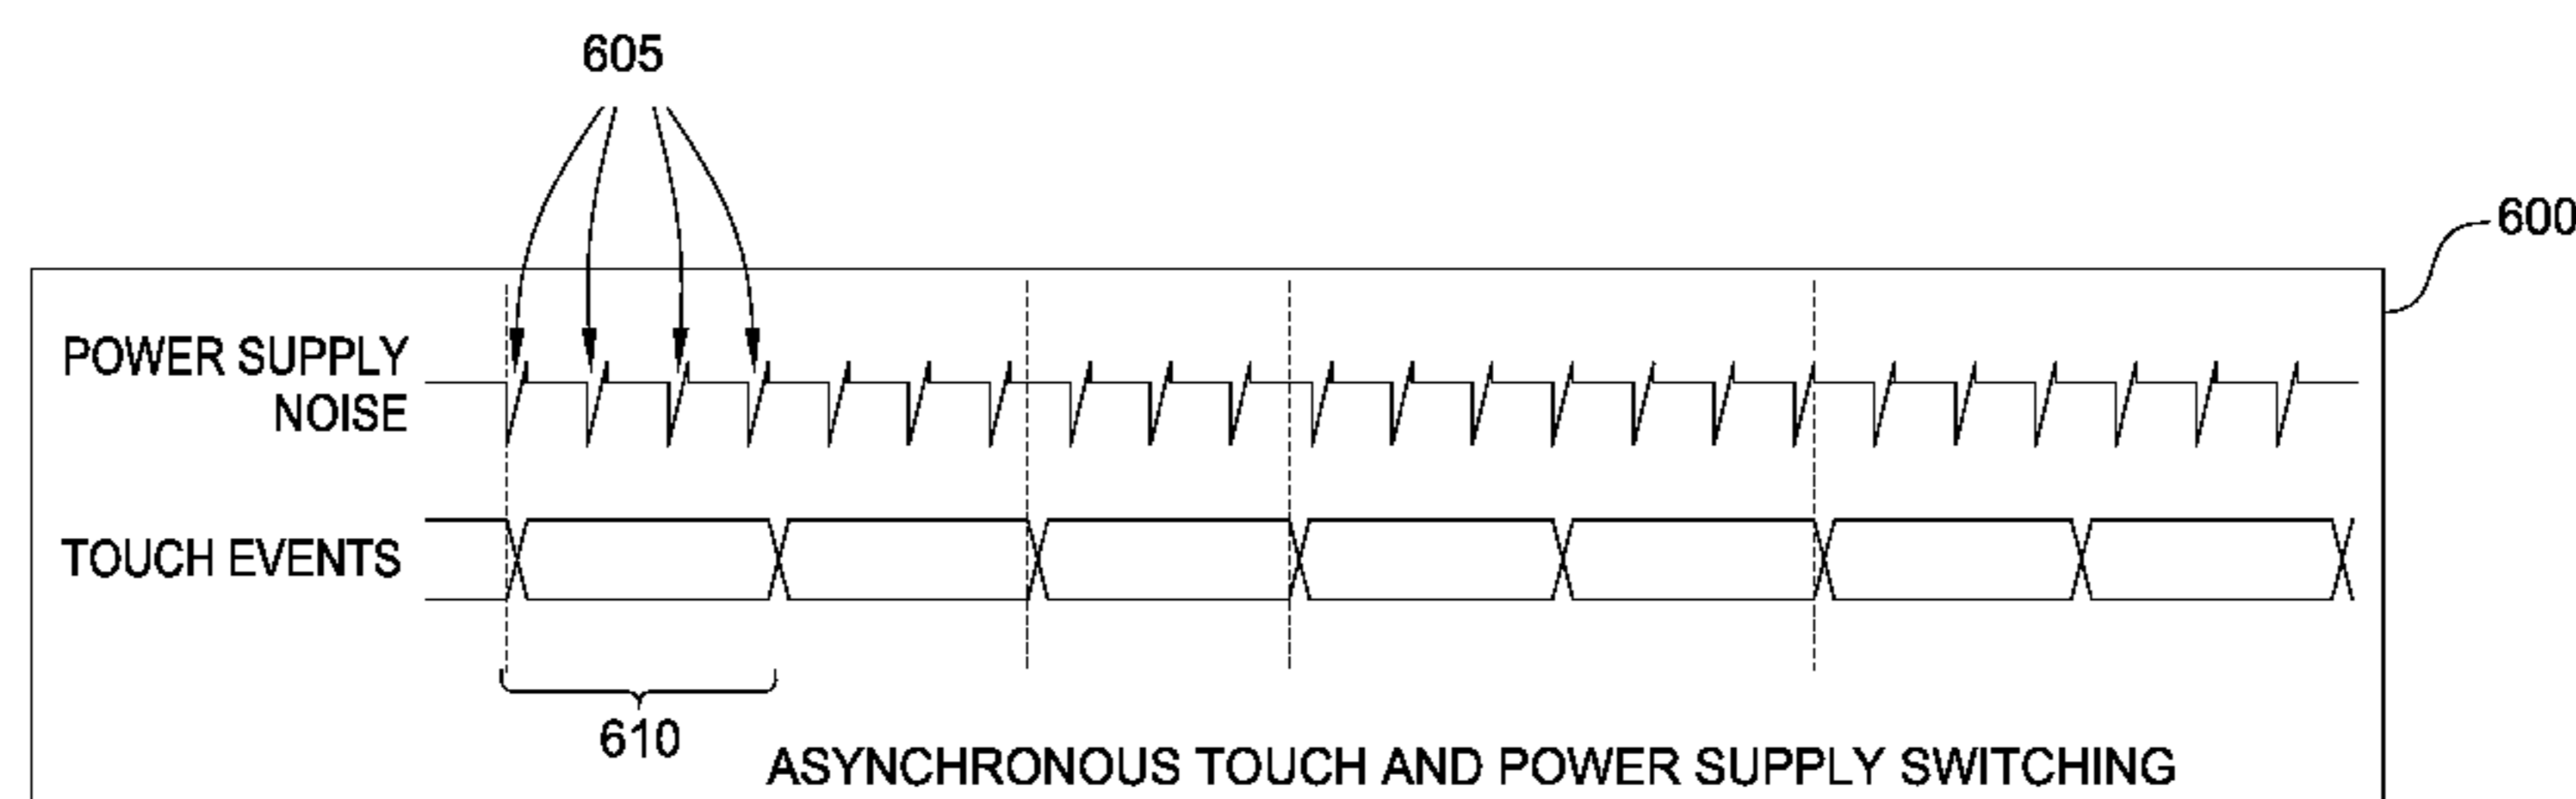 605
600
POWER SUPPLY
NOISE
TOUCH EVENTS
610
ASYNCHRONOUS TOUCH AND POWER SUPPLY SWITCHING